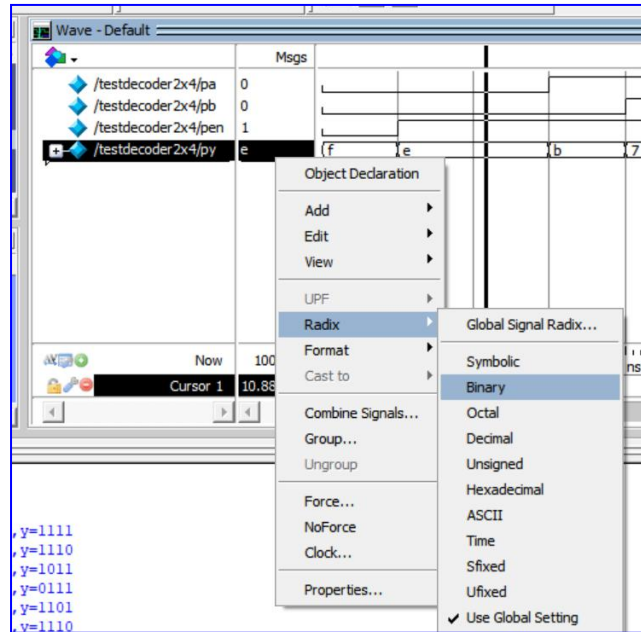 Wave - Default
Msgs
/testdecoder2x4/pa 0
/testdecoder2x4/pb 0
/testdecoder2x4/pen 1
/testdecoder2x4/py e f e b 7
Object Declaration
Add
Edit
View
UPF
Radix
Format
Cast to
Combine Signals...
Group...
Ungroup
Force...
NoForce
Clock...
Properties...
Global Signal Radix...
Symbolic
Binary
Octal
Decimal
Unsigned
Hexadecimal
ASCII
Time
Sfixed
Ufixed
Use Global Setting
Now 100
ns
Cursor 1 10.88
,y=1111
,y=1110
,y=1011
,y=0111
,y=1101
,y=1110